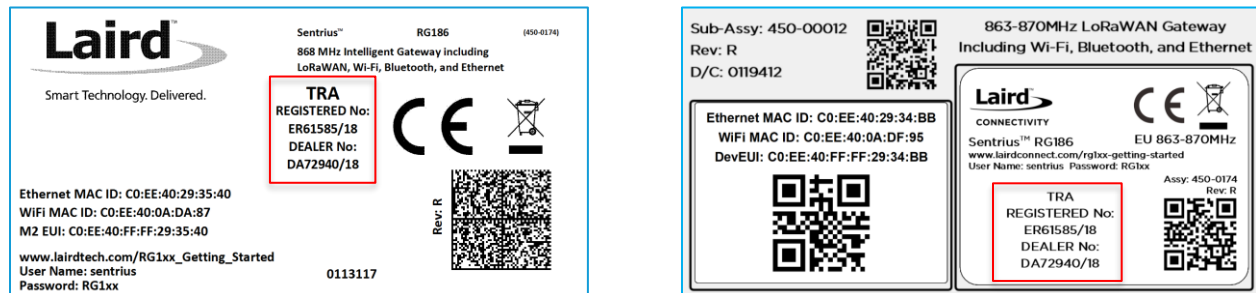 Laird™
Smart Technology. Delivered.
Sentrius™ RG186 (450-0174)
868 MHz Intelligent Gateway including
LoRaWAN, Wi-Fi, Bluetooth, and Ethernet
TRA
REGISTERED No:
ER61585/18
DEALER No:
DA72940/18
CE
Ethernet MAC ID: C0:EE:40:29:35:40
WiFi MAC ID: C0:EE:40:0A:DA:87
M2 EUI: C0:EE:40:FF:FF:29:35:40
Rev: R
www.lairdtech.com/RG1xx_Getting_Started
User Name: sentrius
Password: RG1xx
0113117
Sub-Assy: 450-00012
Rev: R
D/C: 0119412
863-870MHz LoRaWAN Gateway
Including Wi-Fi, Bluetooth, and Ethernet
Ethernet MAC ID: C0:EE:40:29:34:BB
WiFi MAC ID: C0:EE:40:0A:DF:95
DevEUI: C0:EE:40:FF:FF:29:34:BB
Laird
CONNECTIVITY
CE
Sentrius™ RG186
EU 863-870MHz
www.lairdconnect.com/rg1xx-getting-started
User Name: sentrius Password: RG1xx
Assy: 450-0174
Rev: R
TRA
REGISTERED No:
ER61585/18
DEALER No:
DA72940/18